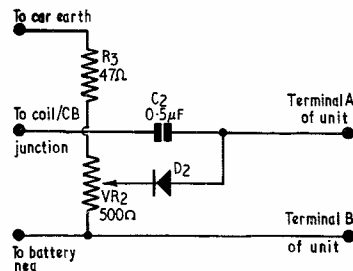 To car earth
R3
47Ω
C2
0·5µF
To coil/CB
junction
Terminal A
of unit
D2
VR2
500Ω
Terminal B
of unit
To battery
neg